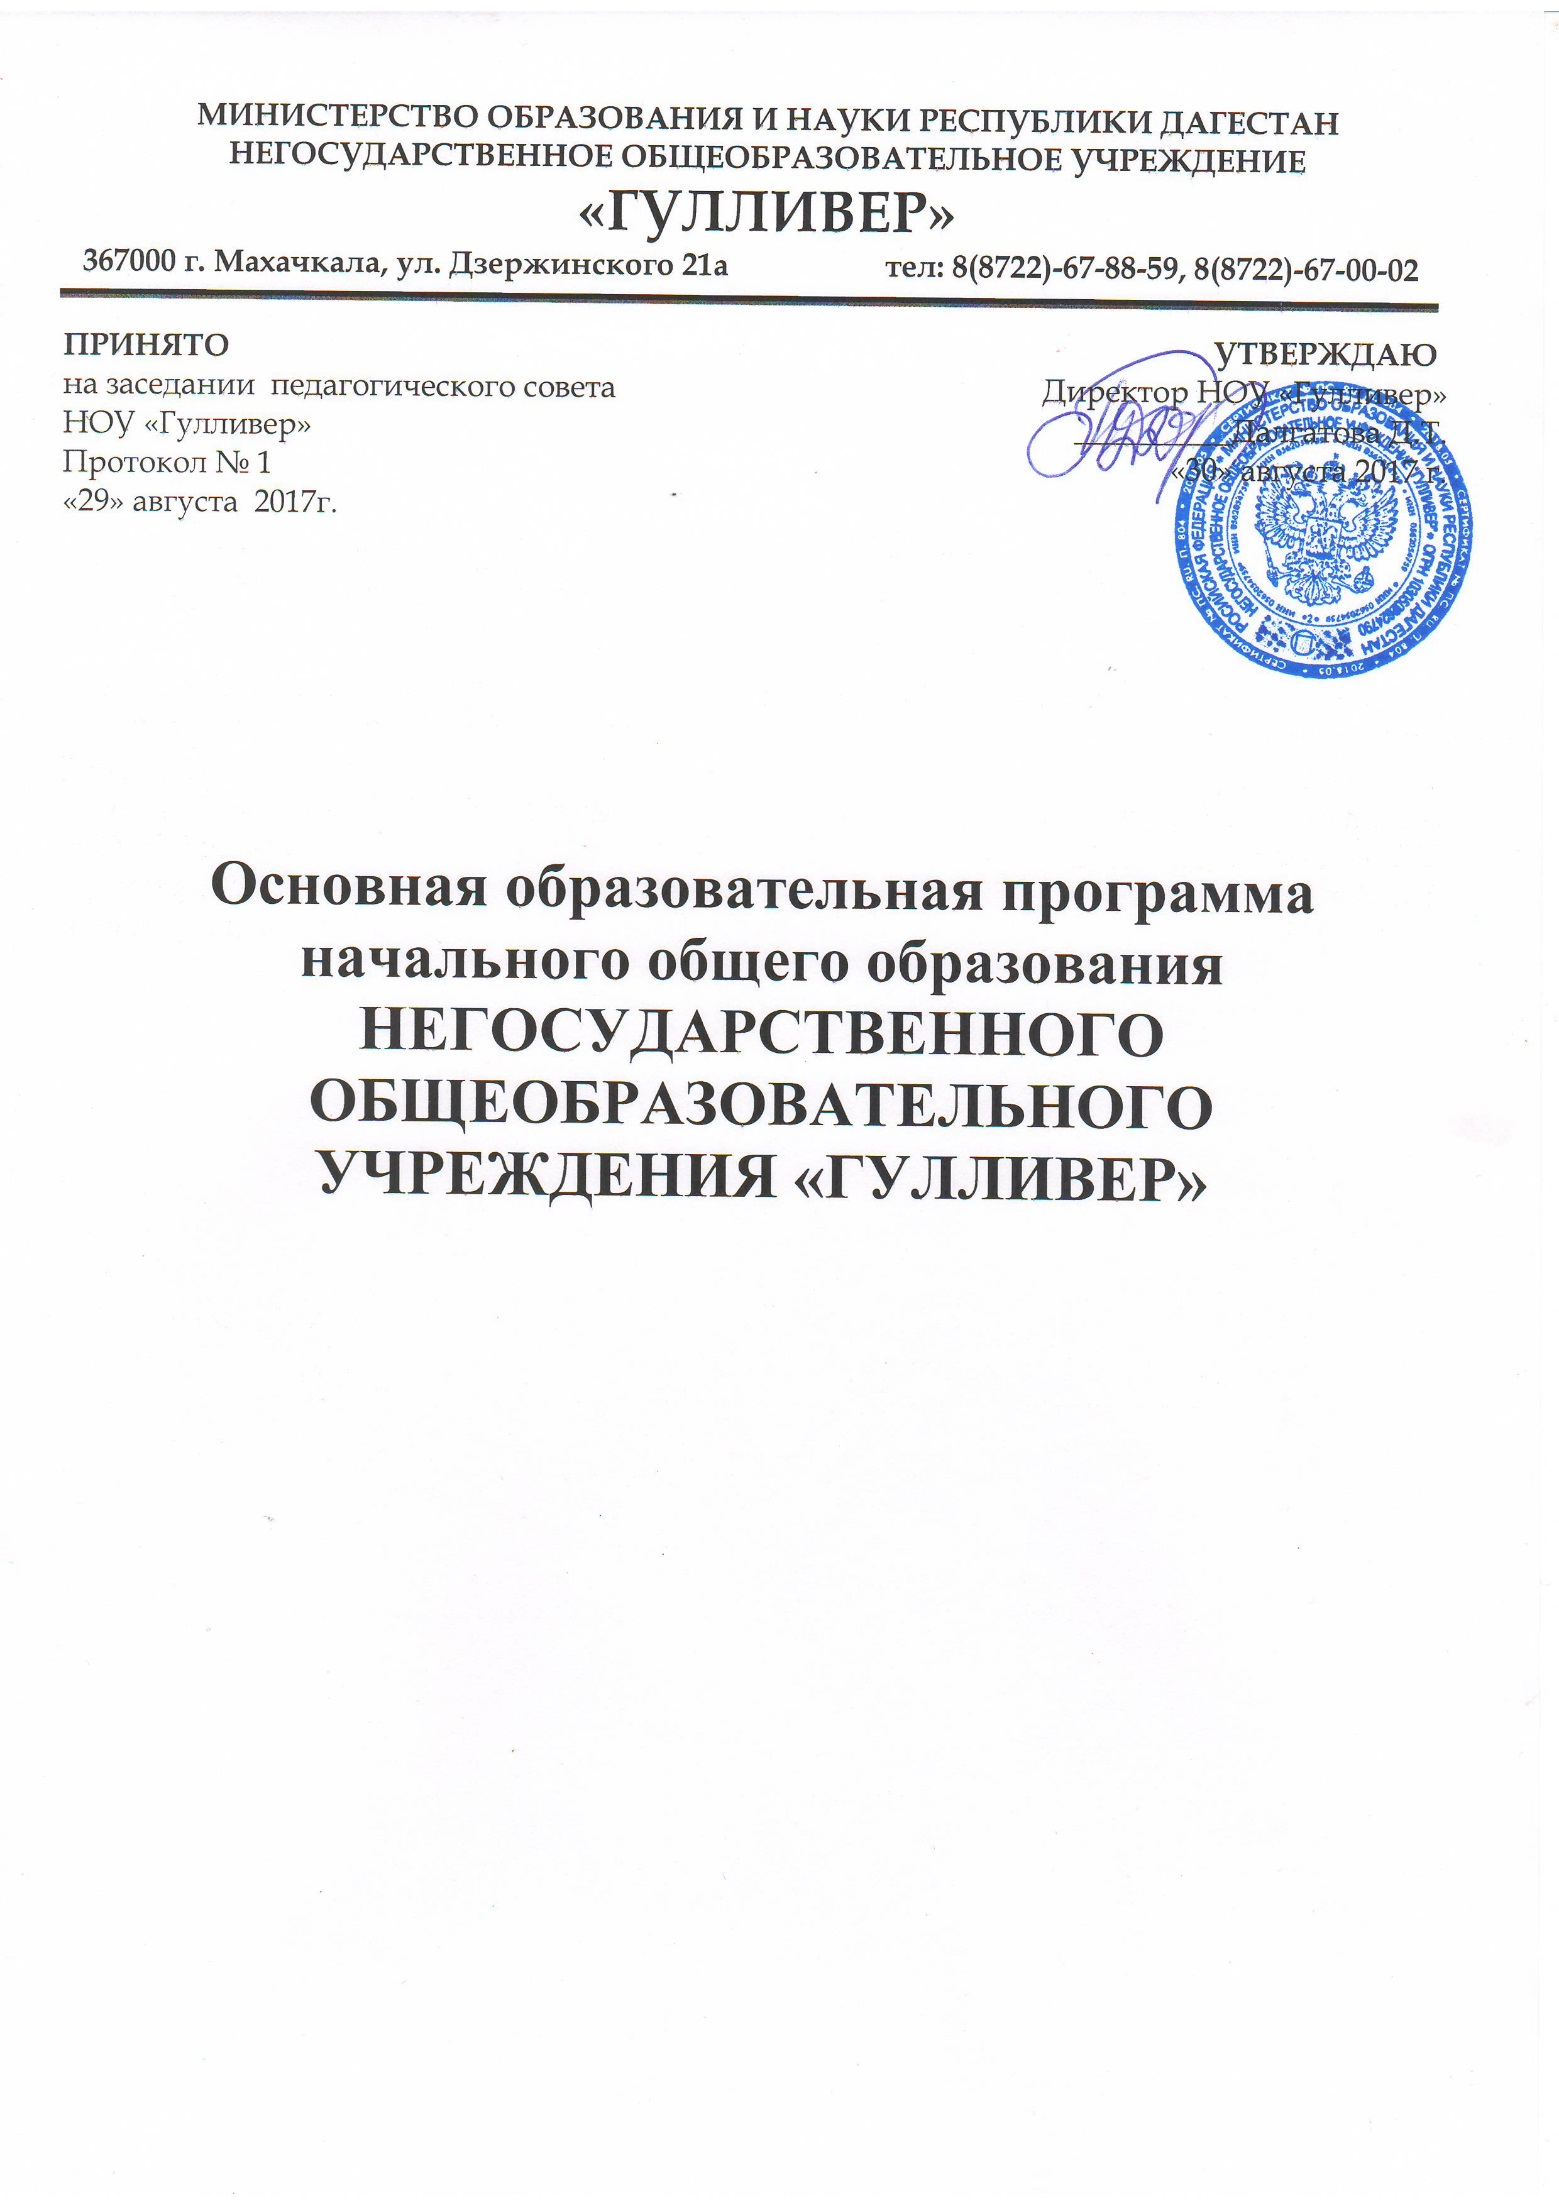 МИНИСТЕРСТВО ОБРАЗОВАНИЯ И НАУКИ РЕСПУБЛИКИ ДАГЕСТАН
НЕГОСУДАРСТВЕННОЕ ОБЩЕОБРАЗОВАТЕЛЬНОЕ УЧРЕЖДЕНИЕ
«ГУЛЛИВЕР»
367000 г. Махачкала, ул. Дзержинского 21а тел: 8(8722)-67-88-59, 8(8722)-67-00-02
ПРИНЯТО
на заседании педагогического совета
НОУ «Гулливер»
Протокол № 1
«29» августа 2017г.
УТВЕРЖДАЮ
Директор НОУ «Гулливер»
Далгатова Д.Т.
«30» августа 2017 г.
Основная образовательная программа
начального общего образования
НЕГОСУДАРСТВЕННОГО
ОБЩЕОБРАЗОВАТЕЛЬНОГО
УЧРЕЖДЕНИЯ «ГУЛЛИВЕР»